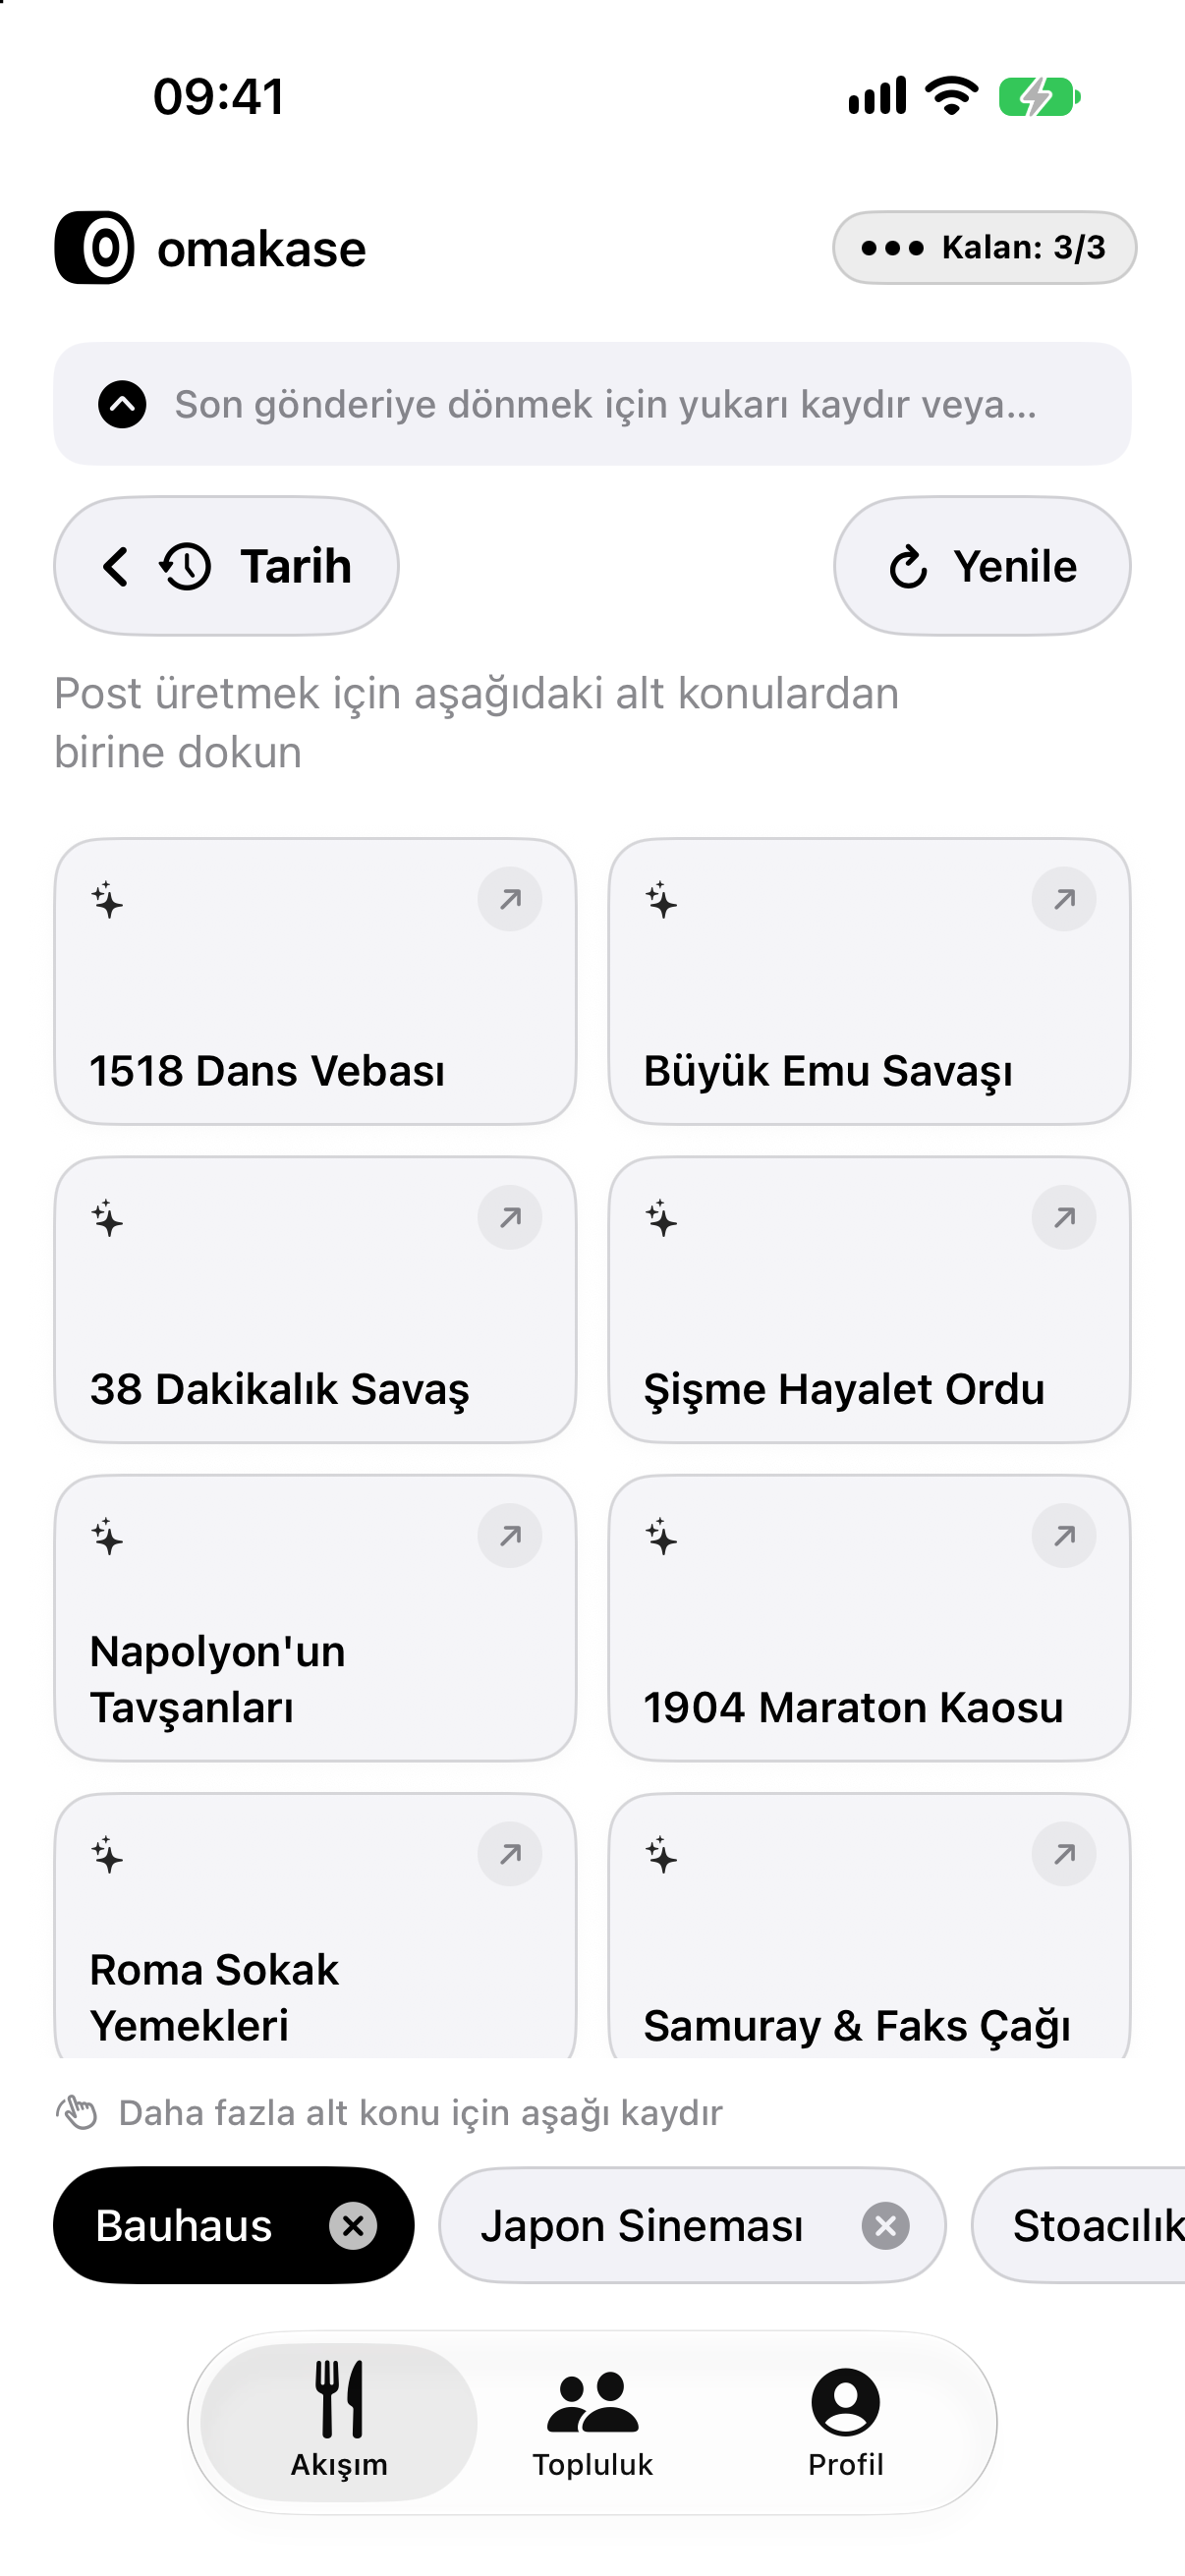 09:41
omakase
Kalan: 3/3
Son gönderiye dönmek için yukarı kaydır veya...
Tarih
Yenile
Post üretmek için aşağıdaki alt konulardan
birine dokun
1518 Dans Vebası
Büyük Emu Savaşı
38 Dakikalık Savaş
Şişme Hayalet Ordu
Napolyon'un
Tavşanları
1904 Maraton Kaosu
Roma Sokak
Yemekleri
Samuray & Faks Çağı
Daha fazla alt konu için aşağı kaydır
Bauhaus
Japon Sineması
Stoacılık
Akışım
Topluluk
Profil